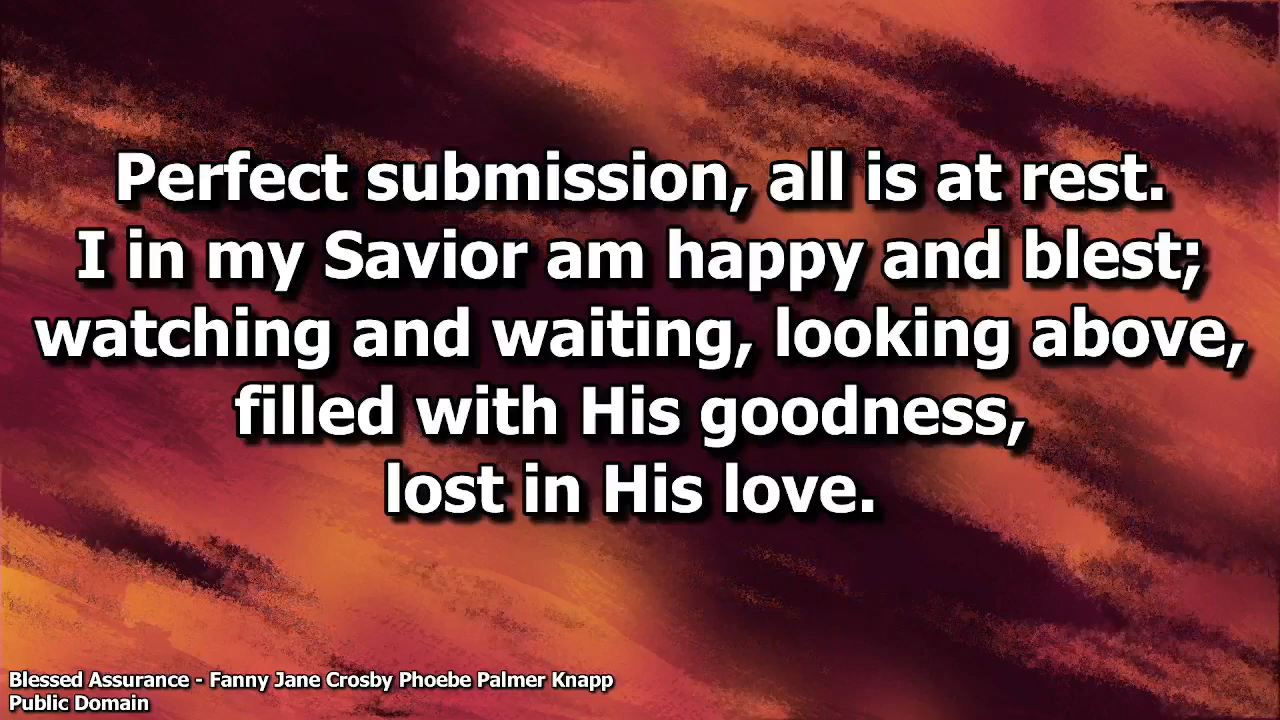 Perfect submission, all is at rest.
I in my Savior am happy and blest;
watching and waiting, looking above,
filled with His goodness,
lost in His love.
Blessed Assurance - Fanny Jane Crosby Phoebe Palmer Knapp
Public Domain